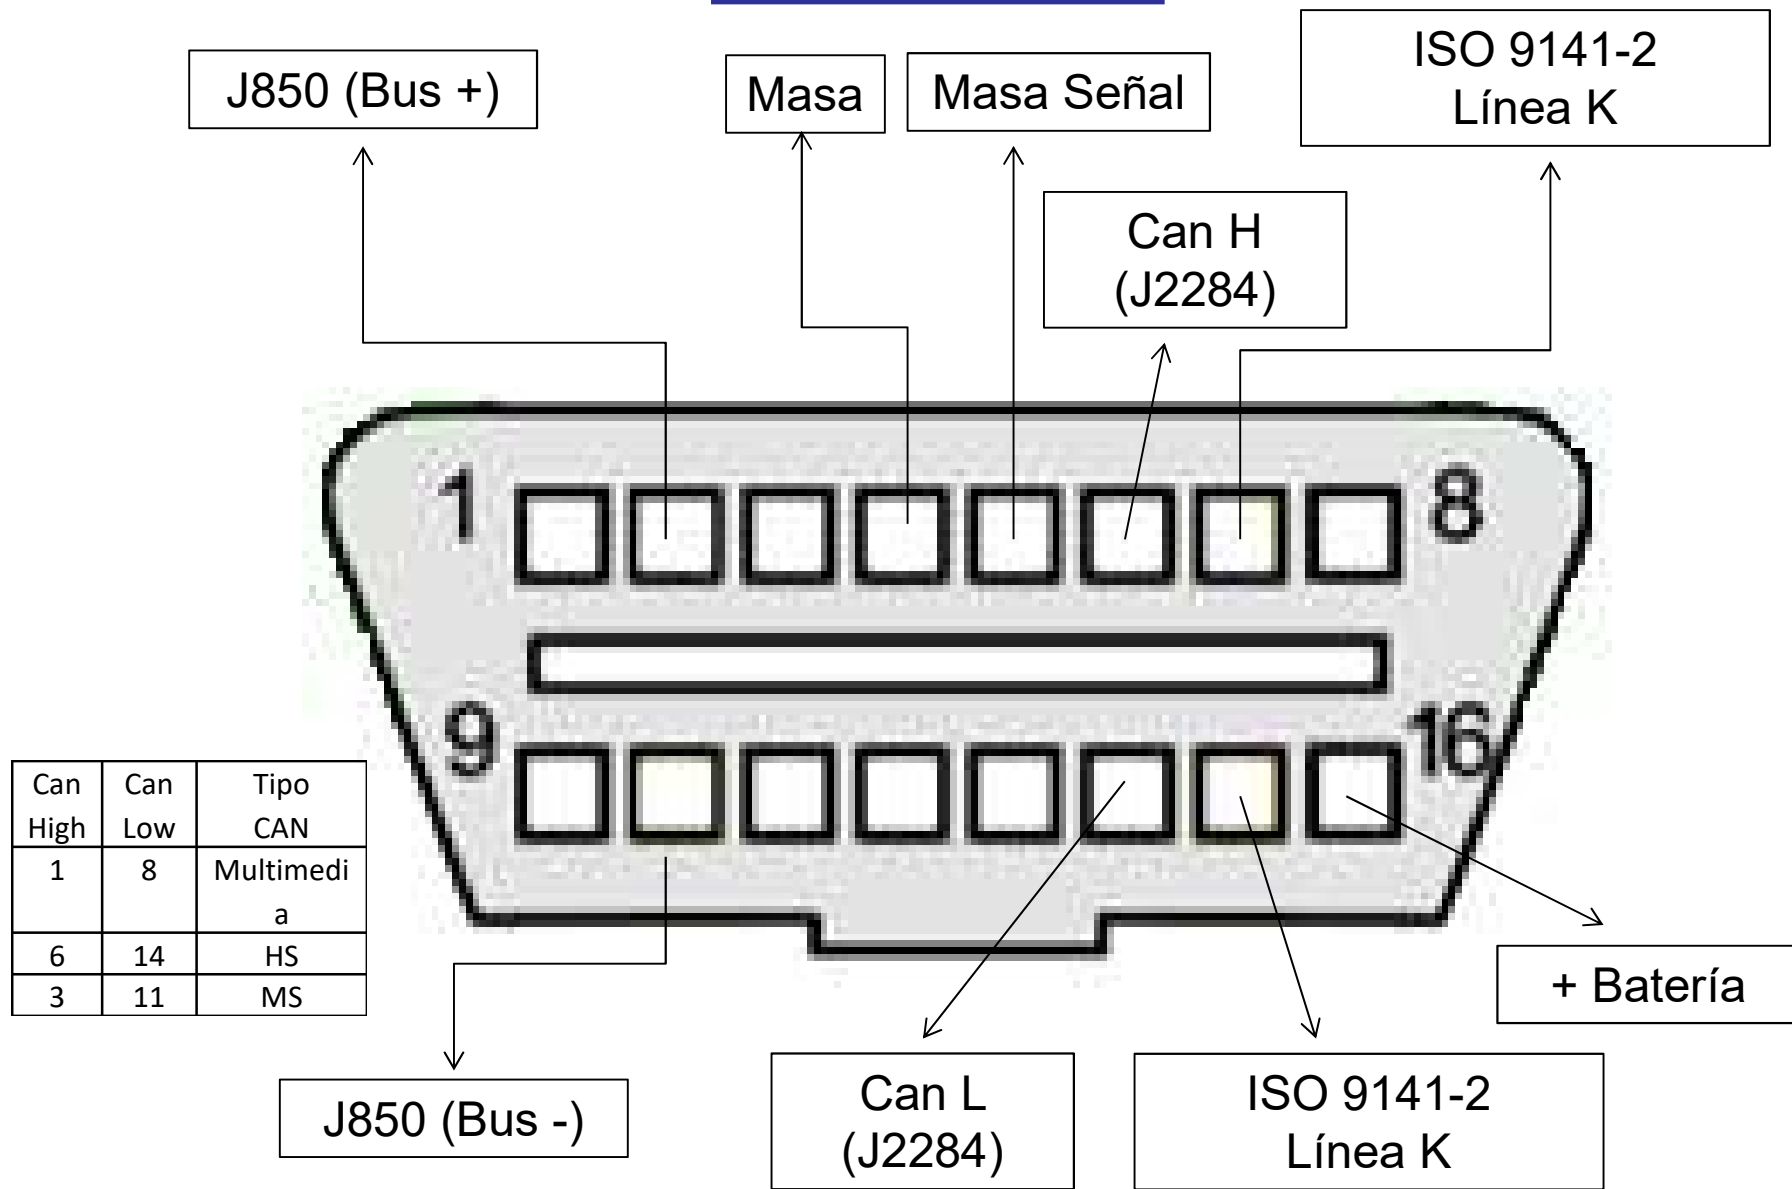 J850 (Bus +)
Masa
Masa Señal
ISO 9141-2
Línea K
Can H
(J2284)
1
8
9
16
Can High
Can Low
Tipo CAN
1 8 Multimedi
a
6 14 HS
3 11 MS
+ Batería
J850 (Bus -)
Can L
(J2284)
ISO 9141-2
Línea K